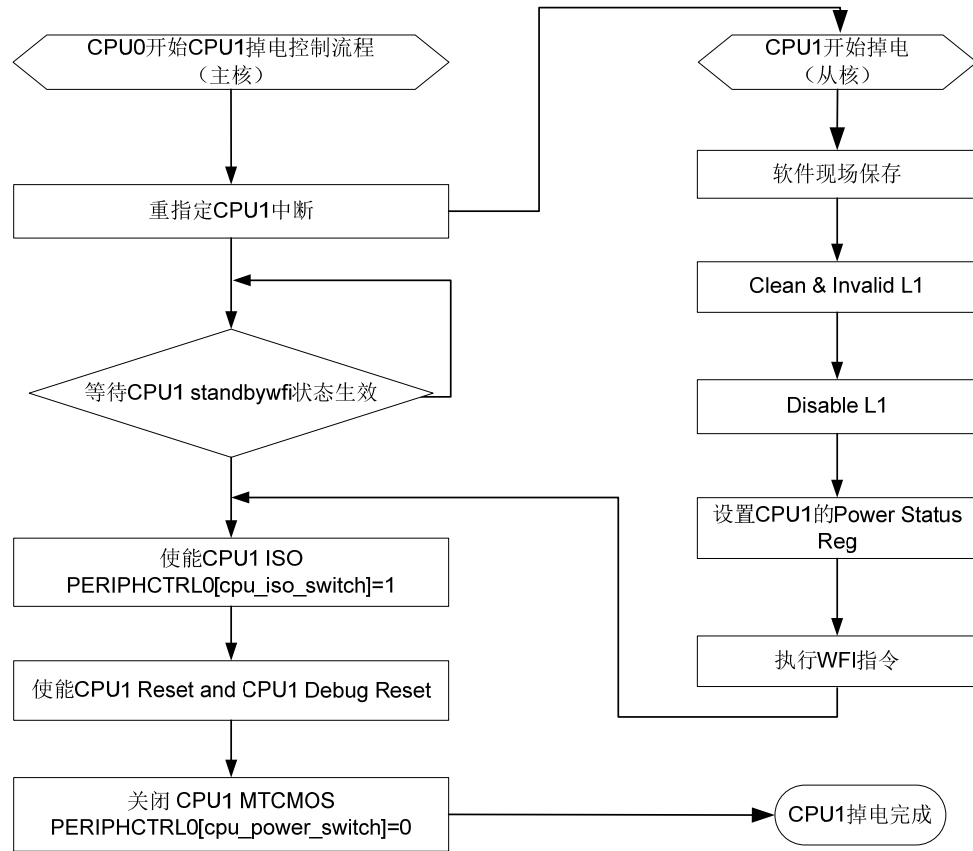 CPU0开始CPU1掉电控制流程
（主核）
重指定CPU1中断
等待CPU1 standbywfi状态生效
使能CPU1 ISO
PERIPHCTRL0[cpu_iso_switch]=1
使能CPU1 Reset and CPU1 Debug Reset
关闭 CPU1 MTCMOS
PERIPHCTRL0[cpu_power_switch]=0
CPU1开始掉电
（从核）
软件现场保存
Clean & Invalid L1
Disable L1
设置CPU1的Power Status
Reg
执行WFI指令
CPU1掉电完成